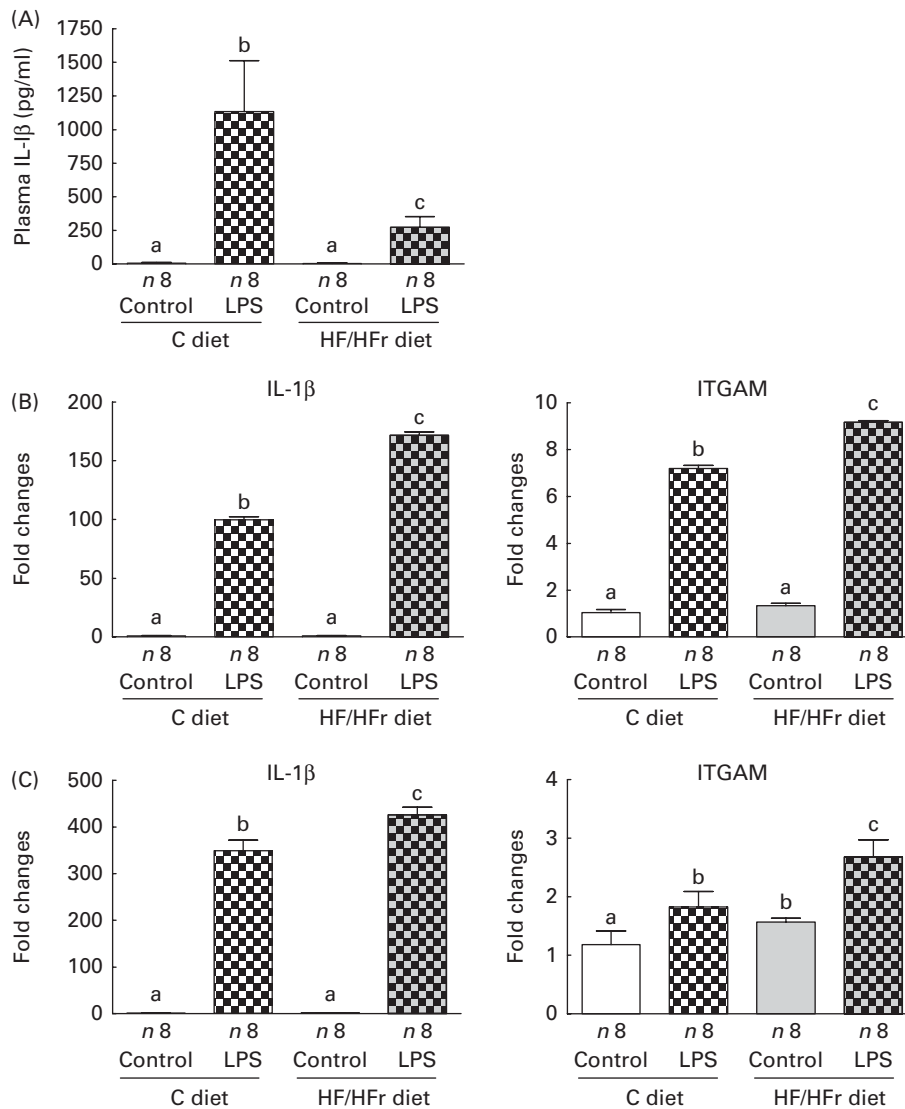 (A)
Plasma IL-Iβ (pg/ml)
1750
1500
1250
1000
750
500
250
0
a
b
a
c
n 8 n 8 n 8 n 8
Control LPS Control LPS
C diet HF/HFr diet
(B)
IL-1β
Fold changes
200
150
100
50
0
a
b
a
c
n 8 n 8 n 8 n 8
Control LPS Control LPS
C diet HF/HFr diet
ITGAM
Fold changes
10
8
6
4
2
0
a
b
a
c
n 8 n 8 n 8 n 8
Control LPS Control LPS
C diet HF/HFr diet
(C)
IL-1β
Fold changes
500
400
300
200
100
0
a
b
a
c
n 8 n 8 n 8 n 8
Control LPS Control LPS
C diet HF/HFr diet
ITGAM
Fold changes
4
3
2
1
0
a
b
b
c
n 8 n 8 n 8 n 8
Control LPS Control LPS
C diet HF/HFr diet